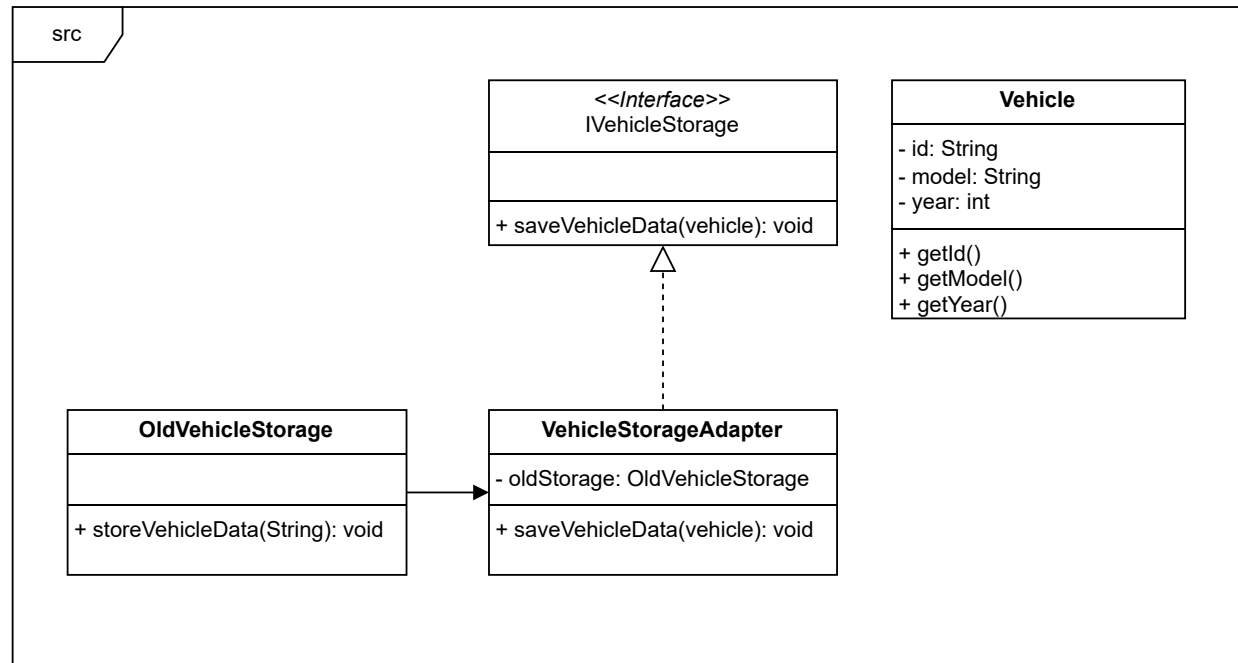 src
<<Interface>>
IVehicleStorage
+ saveVehicleData(vehicle): void
Vehicle
- id: String
- model: String
- year: int
+ getId()
+ getModel()
+ getYear()
OldVehicleStorage
+ storeVehicleData(String): void
VehicleStorageAdapter
- oldStorage: OldVehicleStorage
+ saveVehicleData(vehicle): void